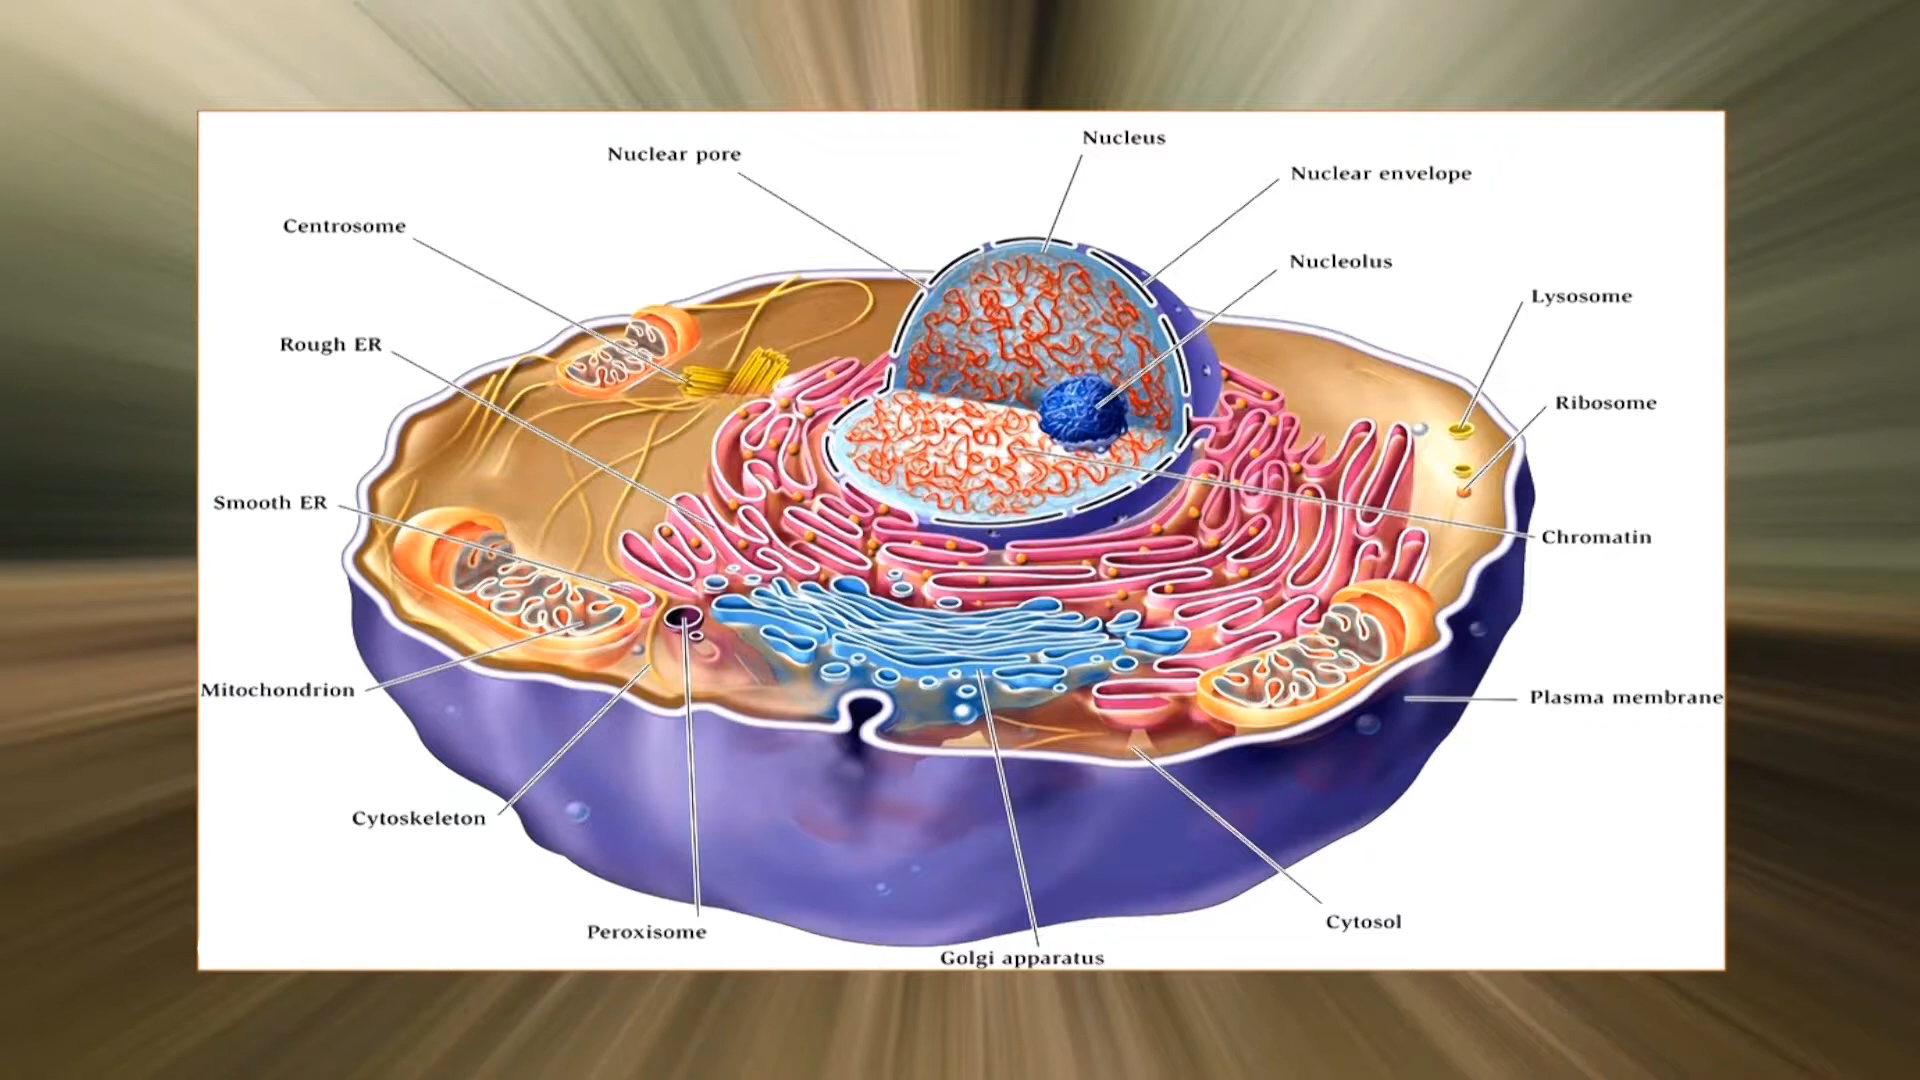 Nucleus
Nuclear pore
Nuclear envelope
Centrosome
Nucleolus
Lysosome
Rough ER
Ribosome
Smooth ER
Chromatin
Mitochondrion
Plasma membrane
Cytoskeleton
Cytosol
Peroxisome
Golgi apparatus